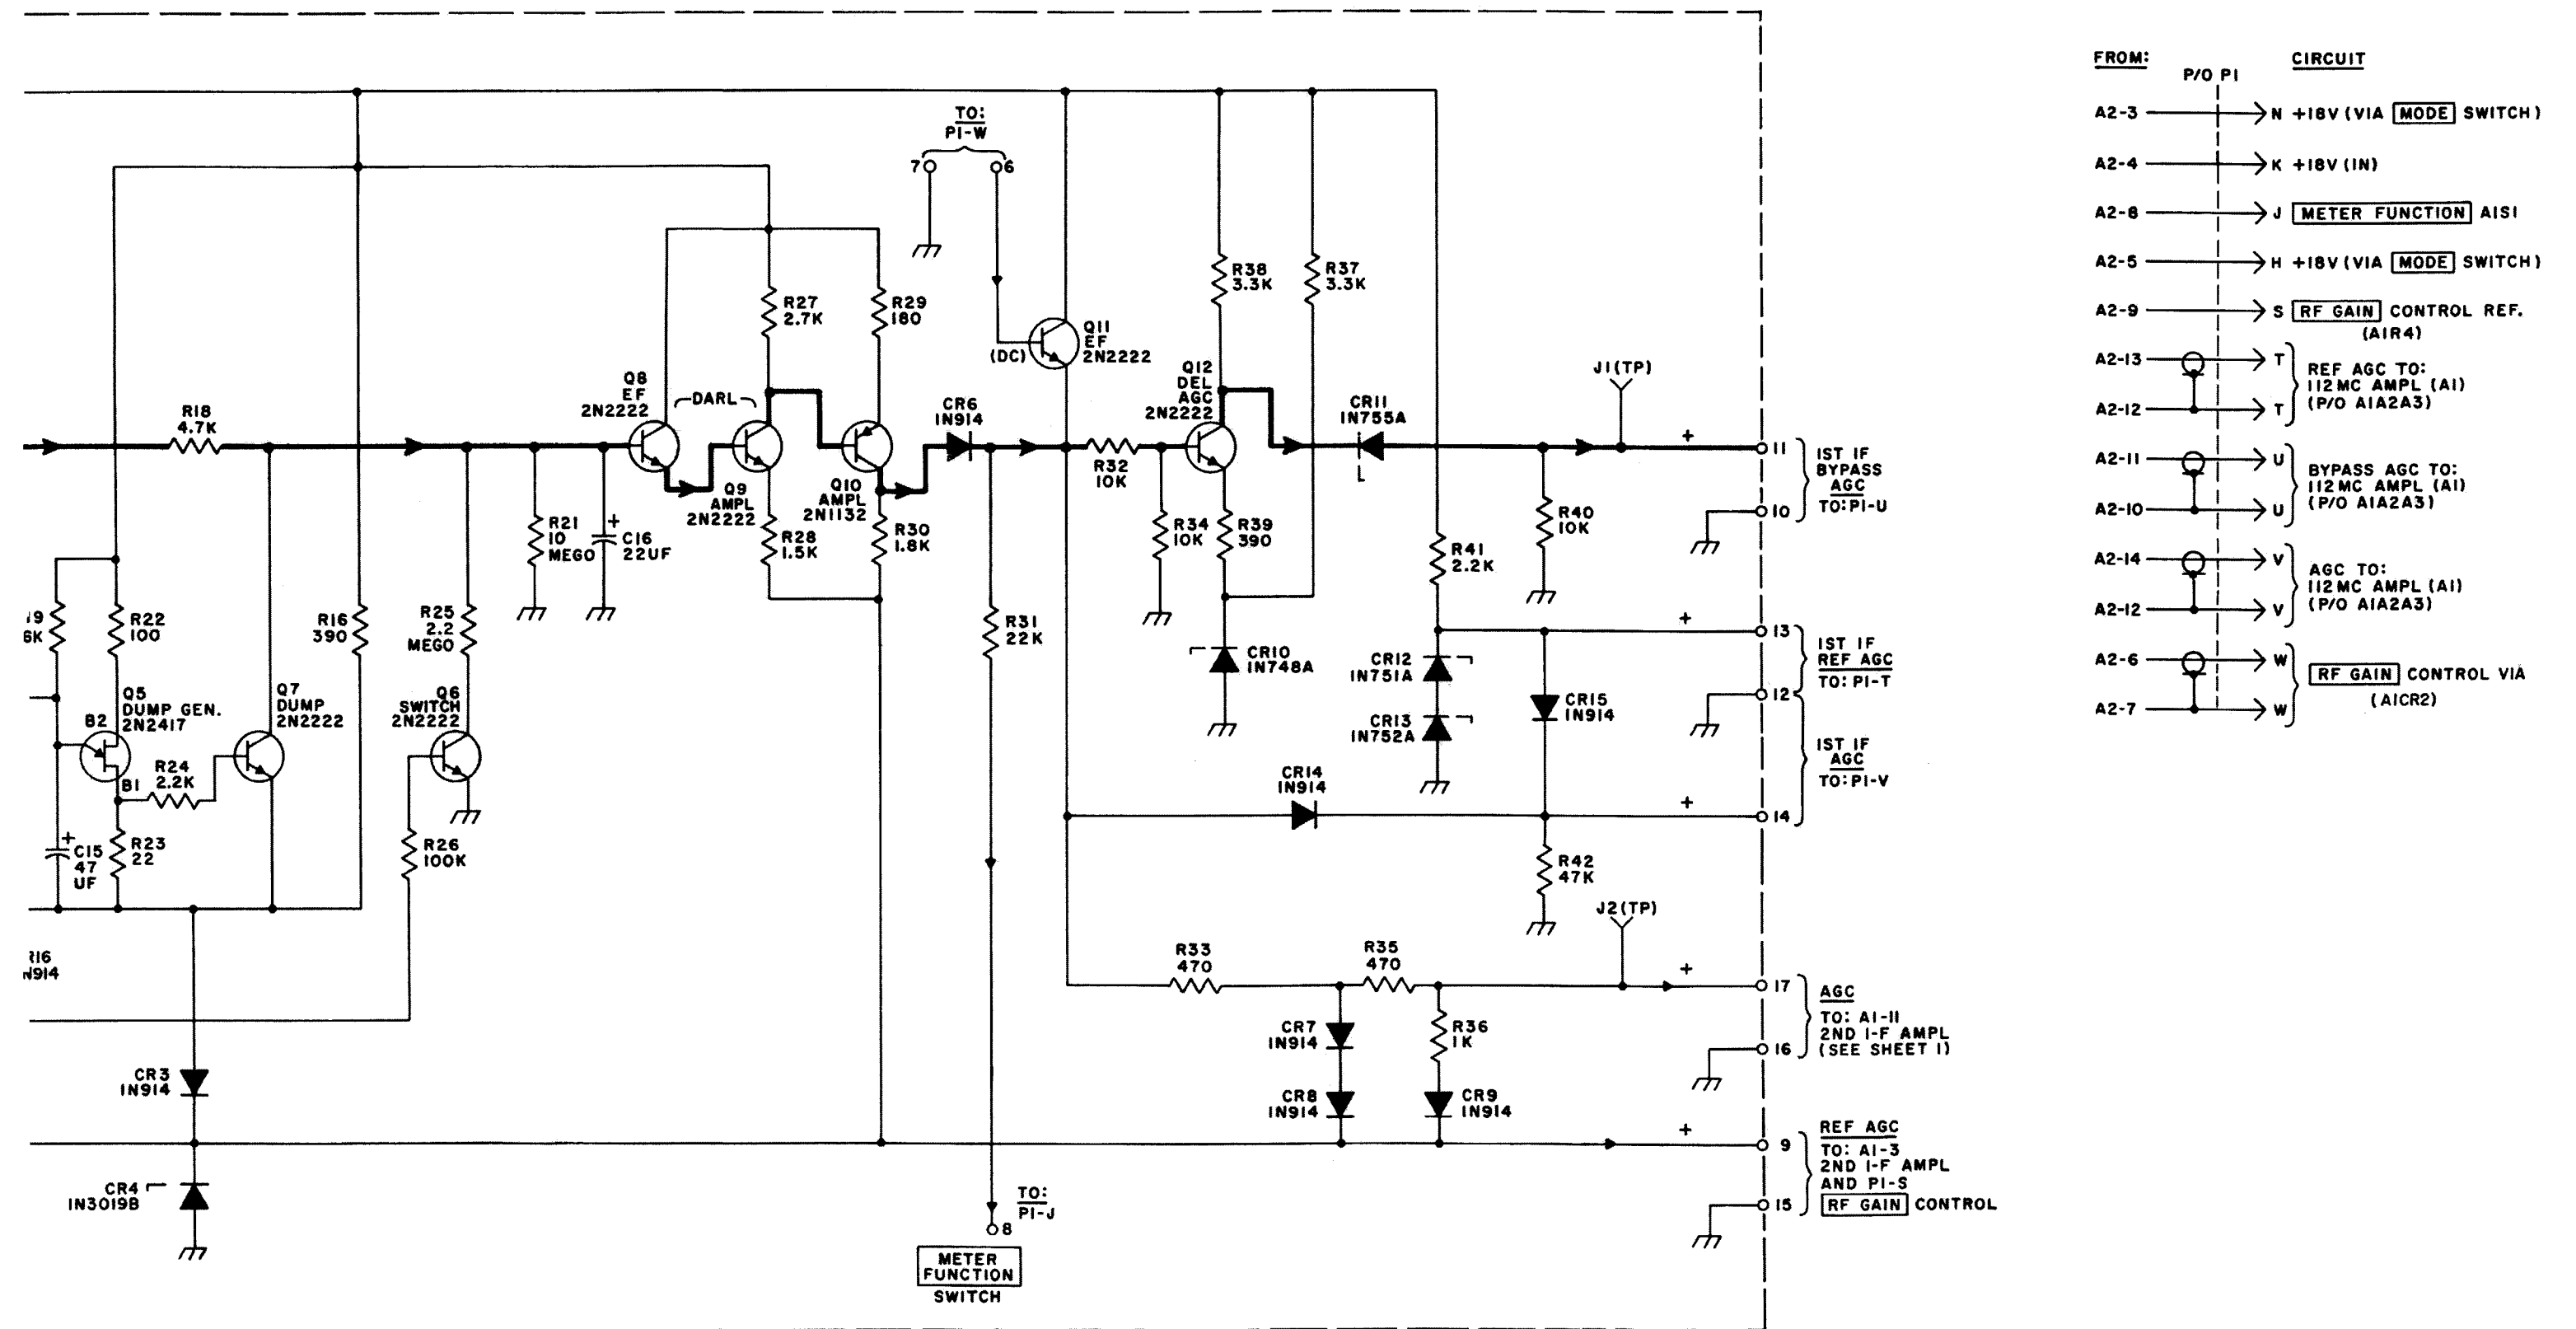 TO:
PI-W
7
6
R38
3.3K
R37
3.3K
R27
2.7K
R29
180
Q11
EF
2N2222
(DC)
Q8
EF
2N2222
DARL
CR6
1N914
Q12
DEL
AGC
2N2222
CR11
1N755A
J1(TP)
R18
4.7K
+
11
1ST IF
BYPASS
AGC
TO:PI-U
10
R32
10K
Q9
AMPL
2N2222
Q10
AMPL
2N1132
R21
10
MEGO
+
C16
22UF
R28
1.5K
R30
1.8K
R34
10K
R39
390
R40
10K
R41
2.2K
19
6K
R22
100
R16
390
R25
2.2
MEGO
R31
22K
CR10
1N748A
CR12
1N751A
CR13
1N752A
CR15
1N914
+
13
1ST IF
REF AGC
TO: PI-T
12
1ST IF
AGC
TO:PI-V
+
14
Q5
DUMP GEN.
2N2417
B2
B1
Q7
DUMP
2N2222
Q6
SWITCH
2N2222
R24
2.2K
CR14
1N914
+
C15
47
UF
R23
22
R26
100K
R42
47K
J2(TP)
R16
N914
R33
470
R35
470
+
17
AGC
TO: A1-11
2ND I-F AMPL
(SEE SHEET 1)
16
CR7
1N914
R36
1K
CR3
1N914
CR8
1N914
CR9
1N914
+
9
REF AGC
TO: A1-3
2ND I-F AMPL
AND PI-S
RF GAIN CONTROL
15
CR4
1N3019B
TO:
PI-J
8
METER
FUNCTION
SWITCH
FROM:
P/O PI
CIRCUIT
A2-3 N +18V (VIA MODE SWITCH)
A2-4 K +18V (IN)
A2-8 J METER FUNCTION A1S1
A2-5 H +18V (VIA MODE SWITCH)
A2-9 S RF GAIN CONTROL REF.
(A1R4)
A2-13 T
REF AGC TO:
112MC AMPL (A1)
(P/O A1A2A3)
A2-12 T
A2-11 U
BYPASS AGC TO:
112MC AMPL (A1)
(P/O A1A2A3)
A2-10 U
A2-14 V
AGC TO:
112MC AMPL (A1)
(P/O A1A2A3)
A2-12 V
A2-6 W
RF GAIN CONTROL VIA
(A1CR2)
A2-7 W